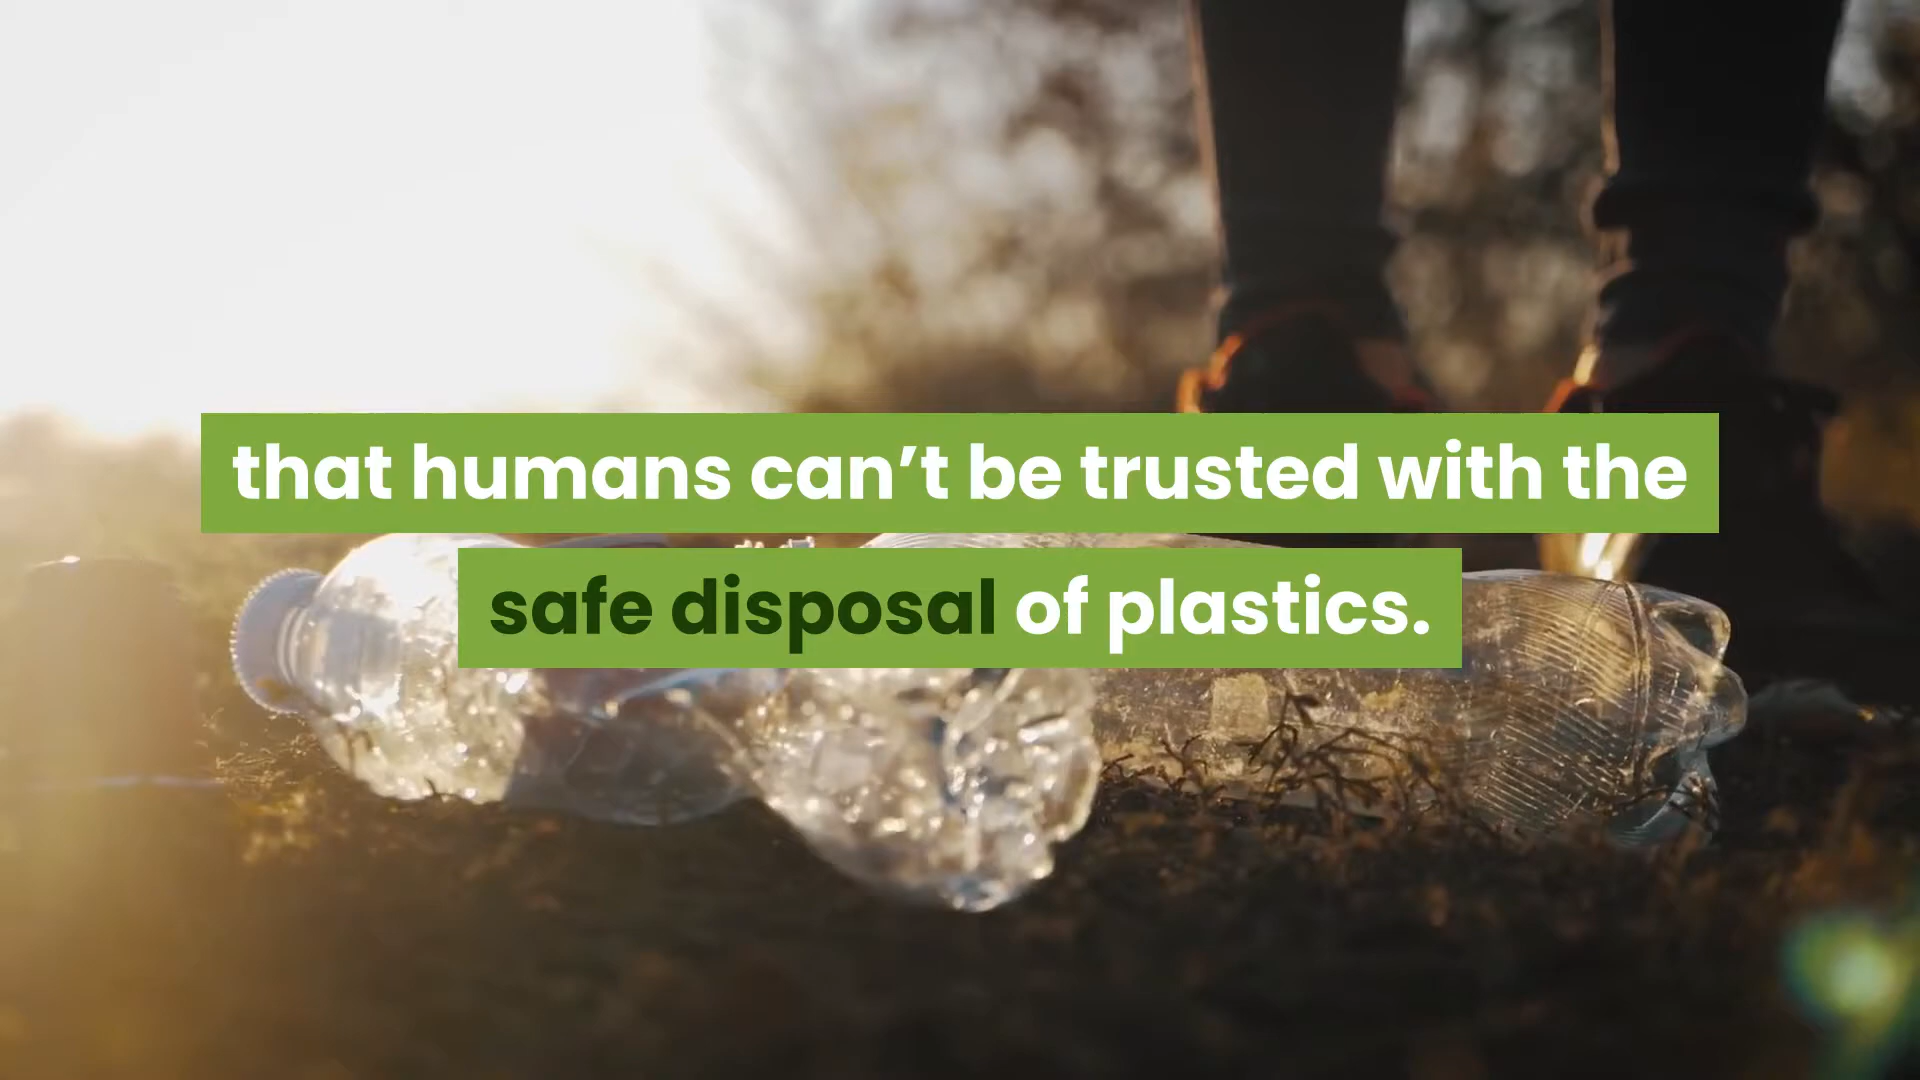 that humans can’t be trusted with the
safe disposal of plastics.